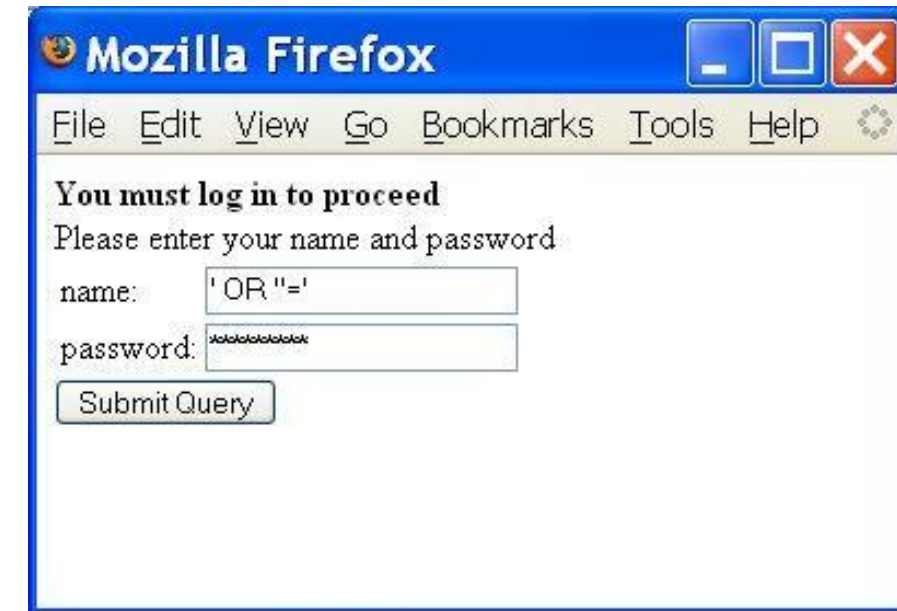 Mozilla Firefox
File Edit View Go Bookmarks Tools Help
You must log in to proceed
Please enter your name and password
name: ' OR ''='
password: **********
Submit Query